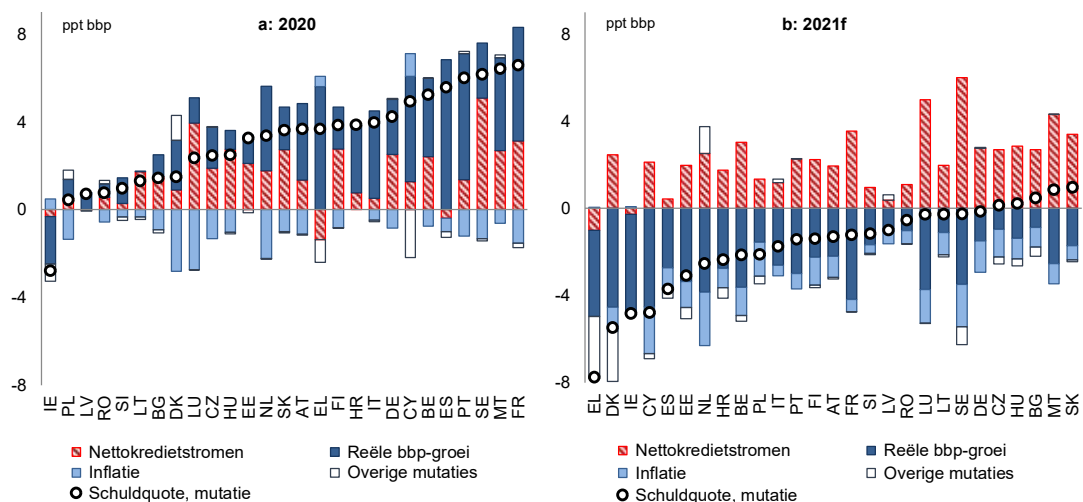 ppt bbp
a: 2020
8
4
0
-4
-8
IE PL LV RO SI LT BG DK LU CZ HU EE NL SK AT EL FI HR IT DE CY BE ES PT SE MT FR
Nettokredietstromen
Reële bbp-groei
Inflatie
Overige mutaties
Schuldquote, mutatie
ppt bbp
b: 2021f
8
4
0
-4
-8
EL DK IE CY ES EE NL HR BE PL IT PT FI AT FR SI LV RO LU LT SE DE CZ HU BG MT SK
Nettokredietstromen
Reële bbp-groei
Inflatie
Overige mutaties
Schuldquote, mutatie